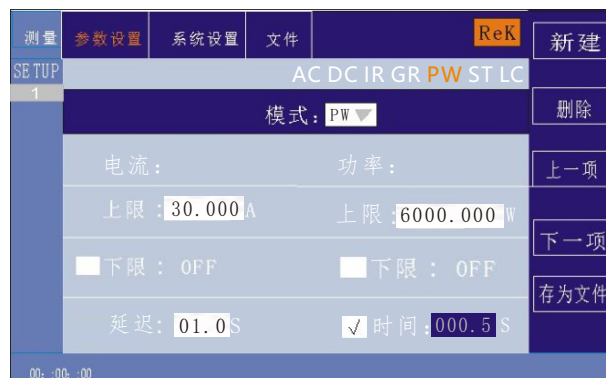 测量 参数设置 系统设置 文件 ReK 新建
SETUP AC DC IR GR PW ST LC
1
模式：PW 删除
电流： 功率： 上一项
上限：30.000A 上限：6000.000W
下一项
下限：OFF 下限：OFF
存为文件
延迟：01.0S √时间：000.5S
00：00：00